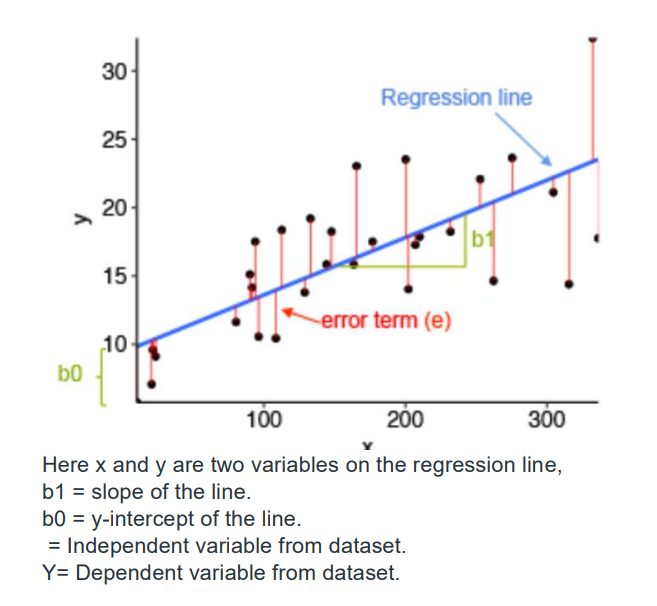 30
25
20
15
10
y
Regression line
b1
error term (e)
b0
100
200
300
x
Here x and y are two variables on the regression line,
b1 = slope of the line.
b0 = y-intercept of the line.
= Independent variable from dataset.
Y= Dependent variable from dataset.